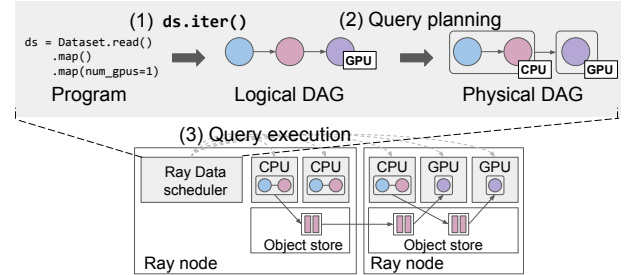 (1) ds.iter()
(2) Query planning
ds = Dataset.read()
.map()
.map(num_gpus=1)
GPU
CPU
GPU
Program
Logical DAG
Physical DAG
(3) Query execution
Ray Data
scheduler
CPU
CPU
CPU
GPU
GPU
Object store
Object store
Ray node
Ray node